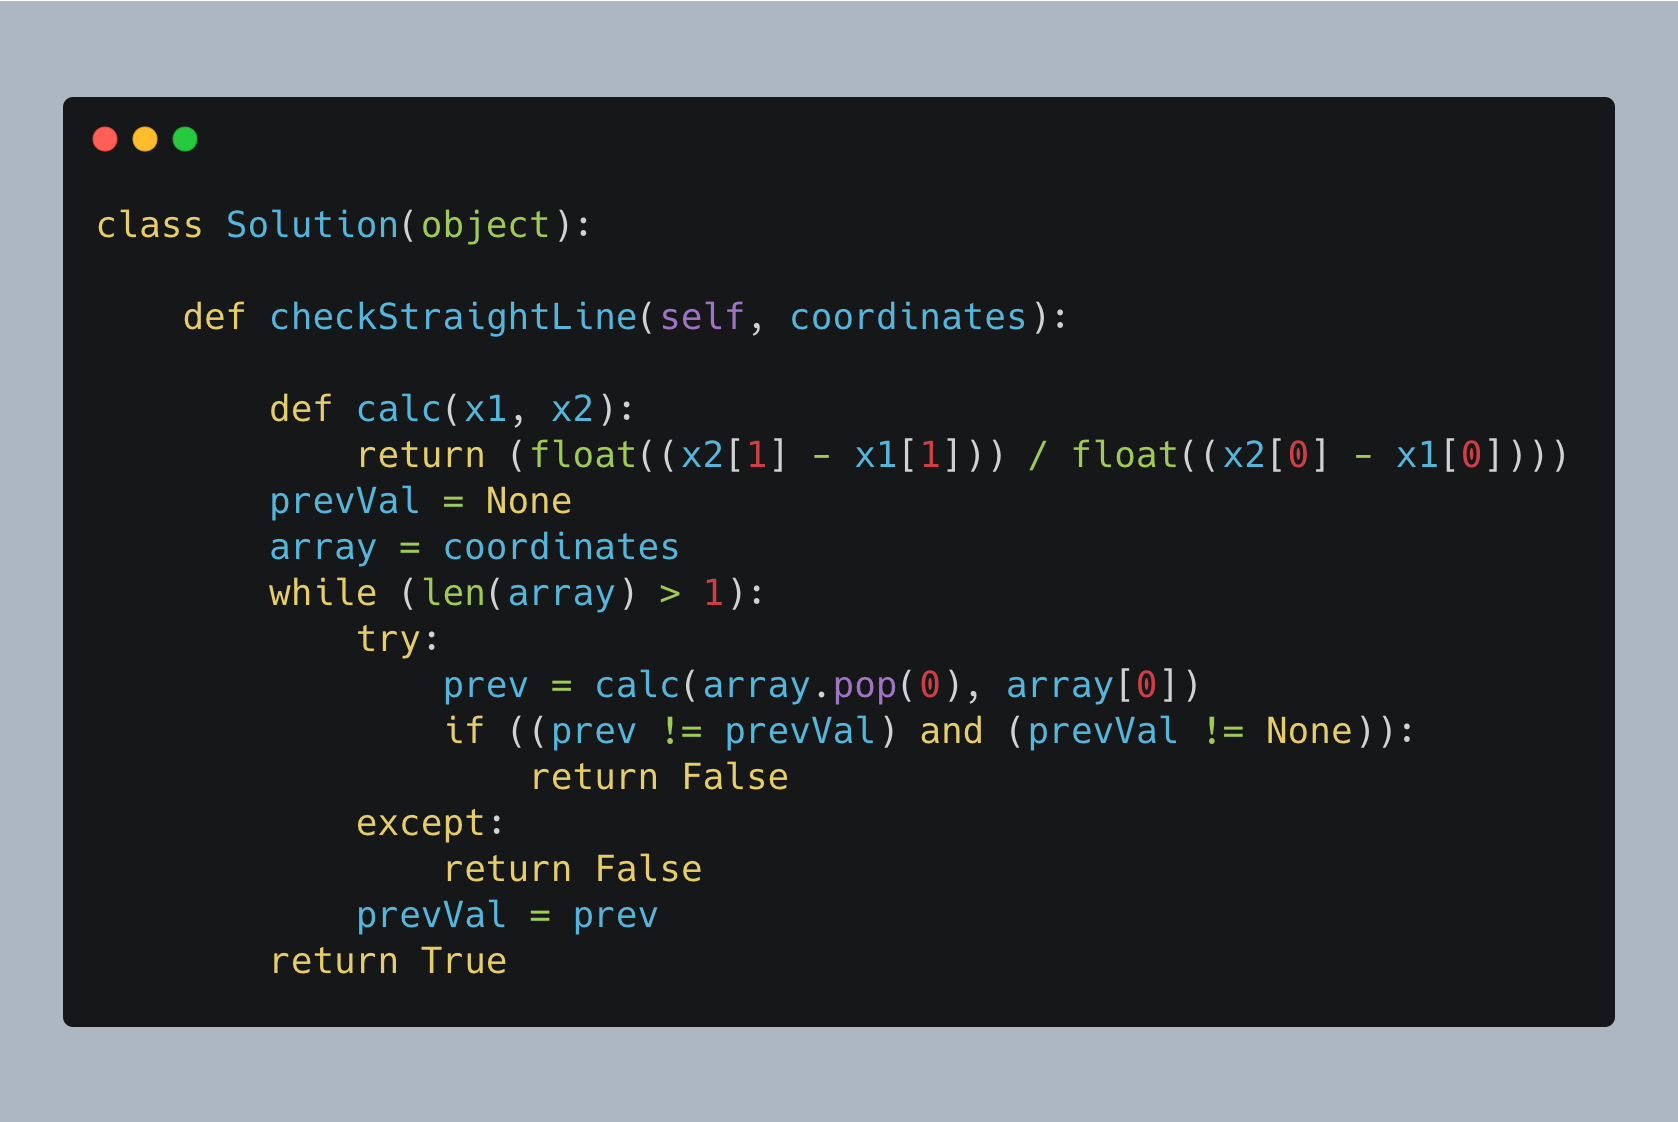 class Solution(object):
    def checkStraightLine(self, coordinates):
        def calc(x1, x2):
            return (float((x2[1] - x1[1])) / float((x2[0] - x1[0])))
        prevVal = None
        array = coordinates
        while (len(array) > 1):
            try:
                prev = calc(array.pop(0), array[0])
                if ((prev != prevVal) and (prevVal != None)):
                    return False
            except:
                return False
            prevVal = prev
        return True